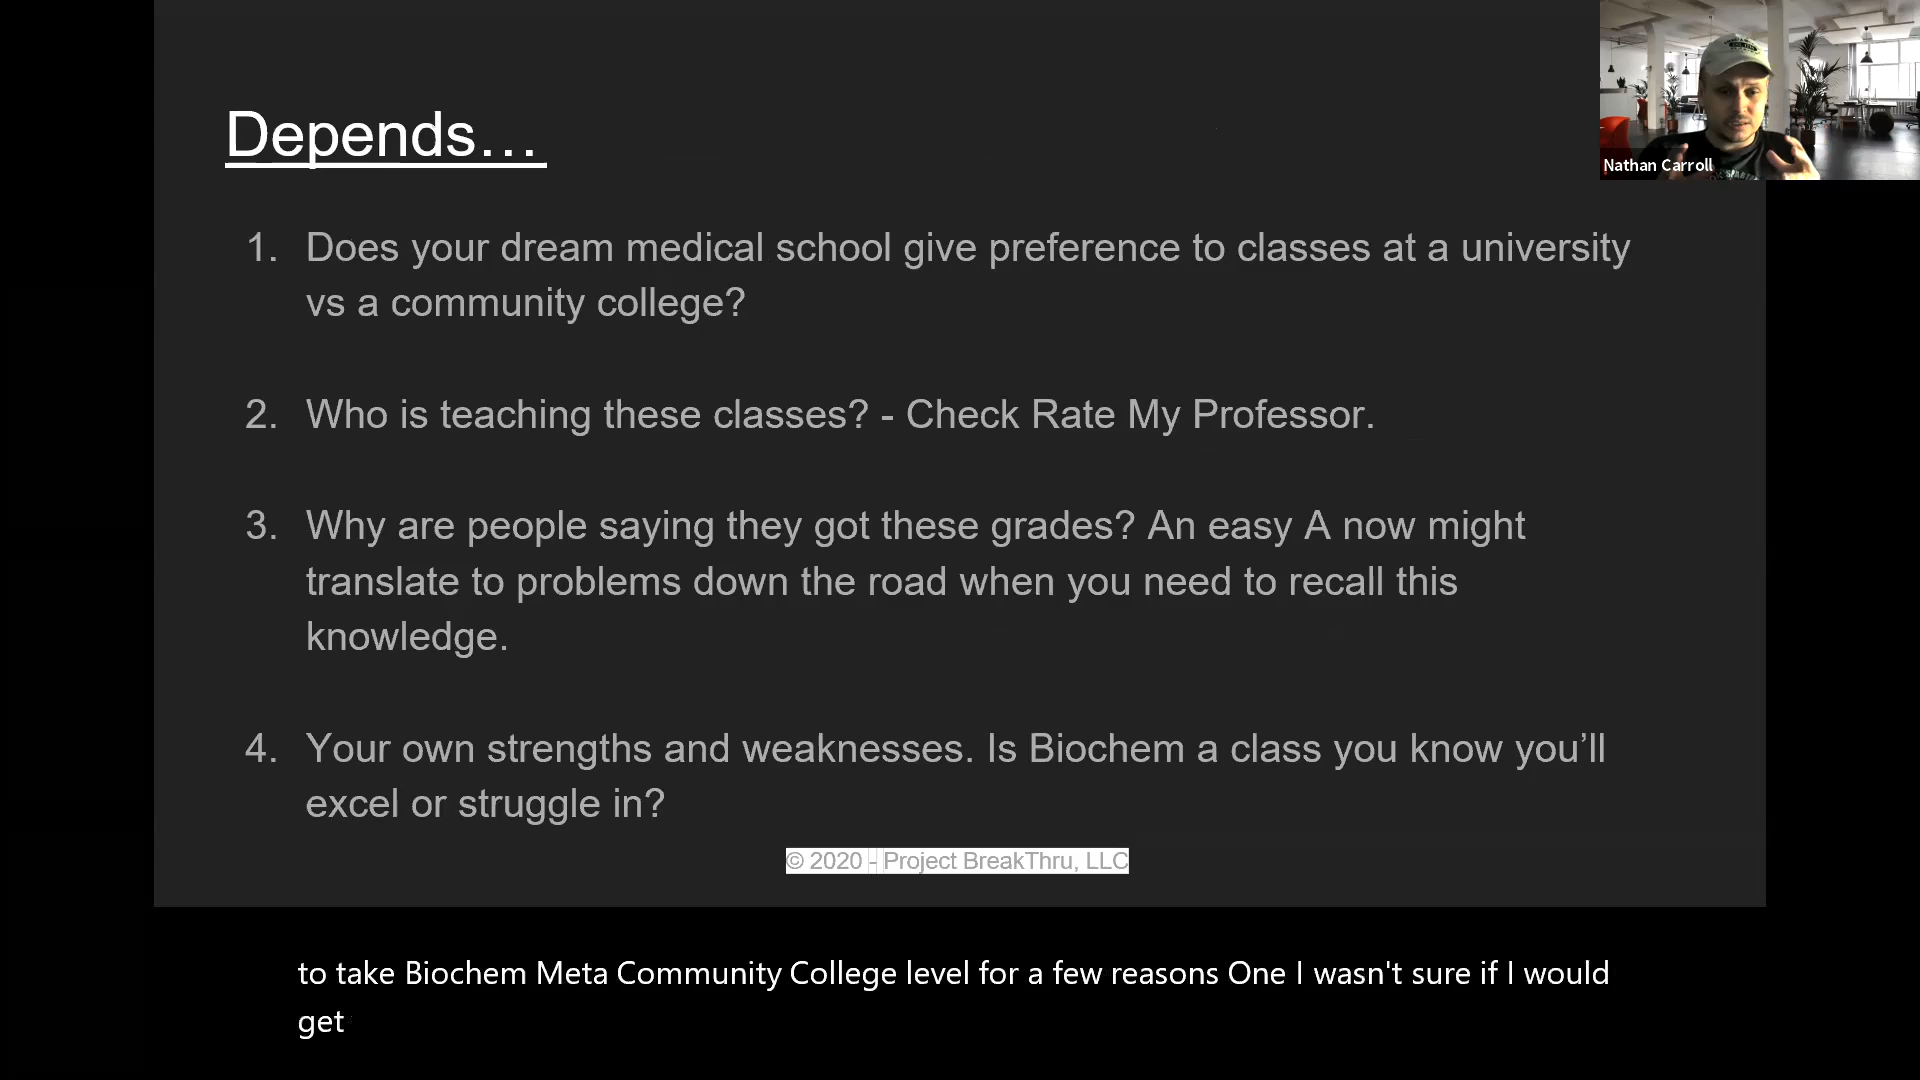 Depends...
Nathan Carroll
1. Does your dream medical school give preference to classes at a university
vs a community college?
2. Who is teaching these classes? - Check Rate My Professor.
3. Why are people saying they got these grades? An easy A now might
translate to problems down the road when you need to recall this
knowledge.
4. Your own strengths and weaknesses. Is Biochem a class you know you’ll
excel or struggle in?
© 2020 - Project BreakThru, LLC
to take Biochem Meta Community College level for a few reasons One I wasn't sure if I would
get